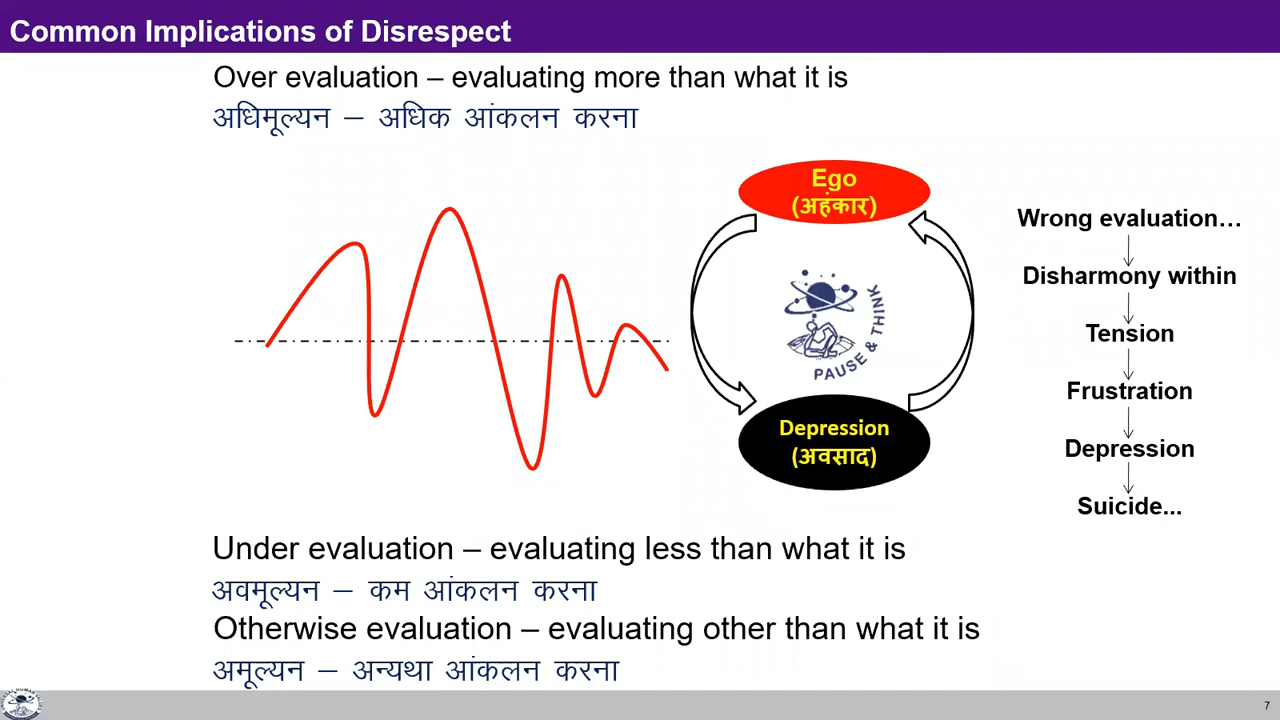 Common Implications of Disrespect
Over evaluation – evaluating more than what it is
अधिमूल्यन – अधिक आंकलन करना
Ego
(अहंकार)
Wrong evaluation…
Disharmony within
Tension
Frustration
Depression
Suicide...
PAUSE & THINK
Depression
(अवसाद)
Under evaluation – evaluating less than what it is
अवमूल्यन – कम आंकलन करना
Otherwise evaluation – evaluating other than what it is
अमूल्यन – अन्यथा आंकलन करना
7